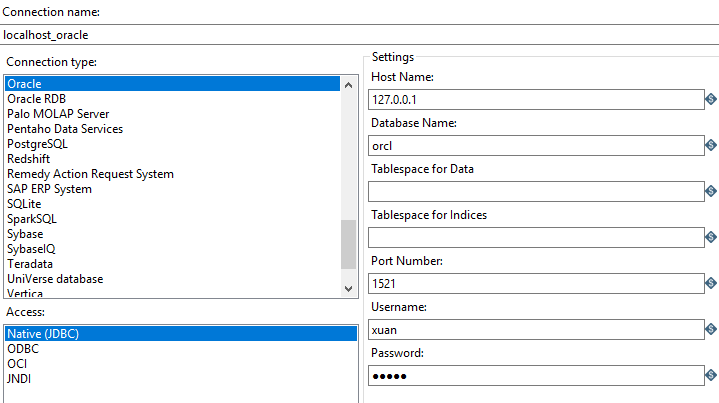 Connection name:
localhost_oracle
Connection type:
Oracle
Oracle RDB
Palo MOLAP Server
Pentaho Data Services
PostgreSQL
Redshift
Remedy Action Request System
SAP ERP System
SQLite
SparkSQL
Sybase
SybaseIQ
Teradata
UniVerse database
Vertica
Access:
Native (JDBC)
ODBC
OCI
JNDI
Settings
Host Name:
127.0.0.1
Database Name:
orcl
Tablespace for Data
Tablespace for Indices
Port Number:
1521
Username:
xuan
Password:
●●●●●